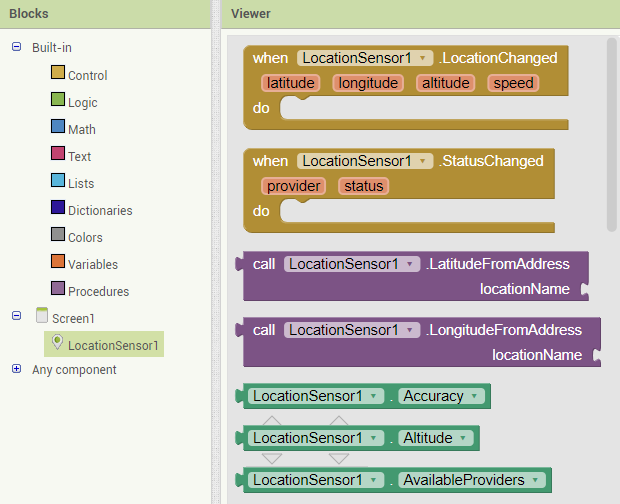 Blocks
Built-in
Control
Logic
Math
Text
Lists
Dictionaries
Colors
Variables
Procedures
Screen1
LocationSensor1
Any component
Viewer
when LocationSensor1 .LocationChanged
latitude longitude altitude speed
do
when LocationSensor1 .StatusChanged
provider status
do
call LocationSensor1 .LatitudeFromAddress
locationName
call LocationSensor1 .LongitudeFromAddress
locationName
LocationSensor1 . Accuracy
LocationSensor1 . Altitude
LocationSensor1 . AvailableProviders